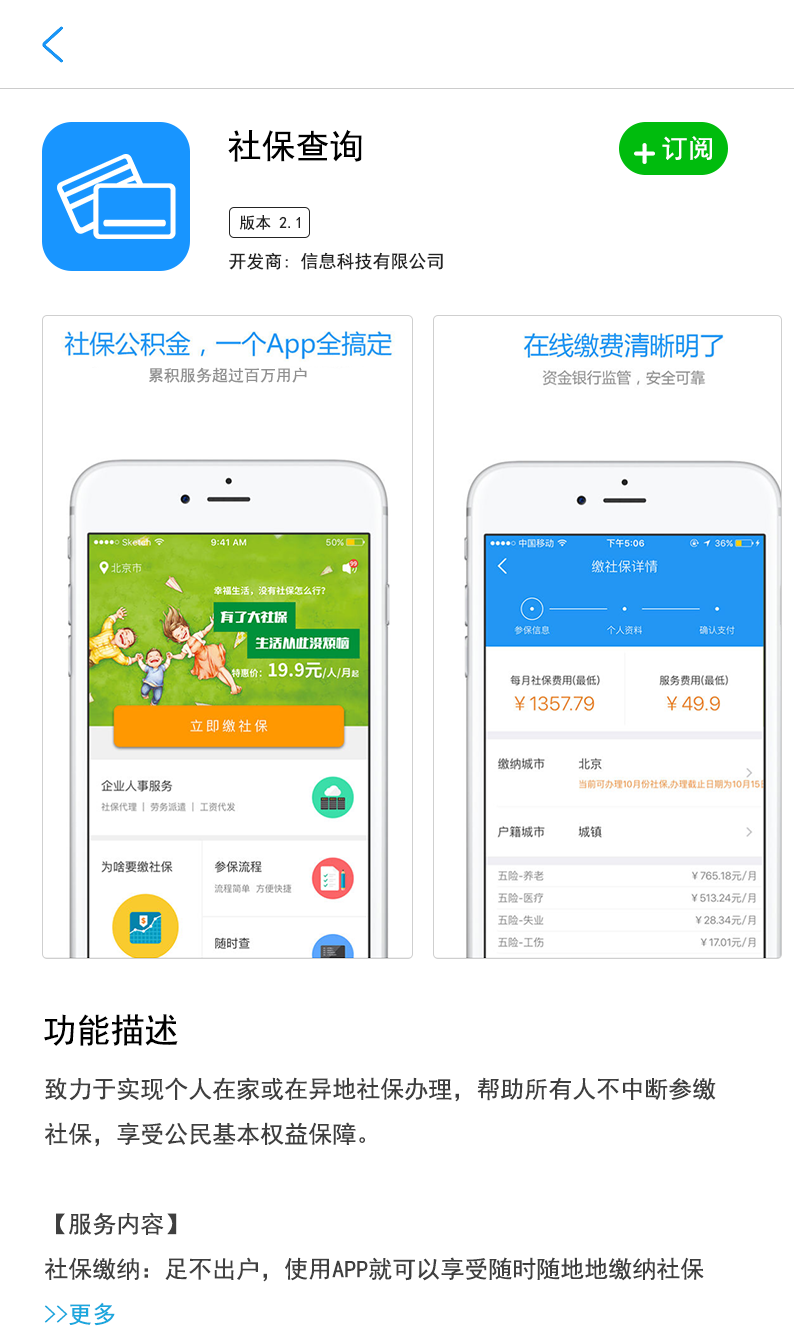 社保查询
+ 订阅
版本 2.1
开发商：信息科技有限公司
社保公积金，一个App全搞定
累积服务超过百万用户
Sketch
9:41 AM
50%
北京市
99
幸福生活，没有社保怎么行？
有了大社保
生活从此没烦恼
特惠价：19.9元/人/月起
立即缴社保
企业人事服务
社保代理 | 劳务派遣 | 工资代发
为啥要缴社保
参保流程
流程简单 方便快捷
随时查
在线缴费清晰明了
资金银行监管，安全可靠
中国移动
下午5:06
36%
缴社保详情
参保信息
个人资料
确认支付
每月社保费用(最低)
¥1357.79
服务费用(最低)
¥49.9
缴纳城市
北京
当前可办理10月份社保,办理截止日期为10月15日
户籍城市
城镇
五险-养老
¥765.18元/月
五险-医疗
¥513.24元/月
五险-失业
¥28.34元/月
五险-工伤
¥17.01元/月
功能描述
致力于实现个人在家或在异地社保办理，帮助所有人不中断参缴
社保，享受公民基本权益保障。
【服务内容】
社保缴纳：足不出户，使用APP就可以享受随时随地地缴纳社保
>>更多